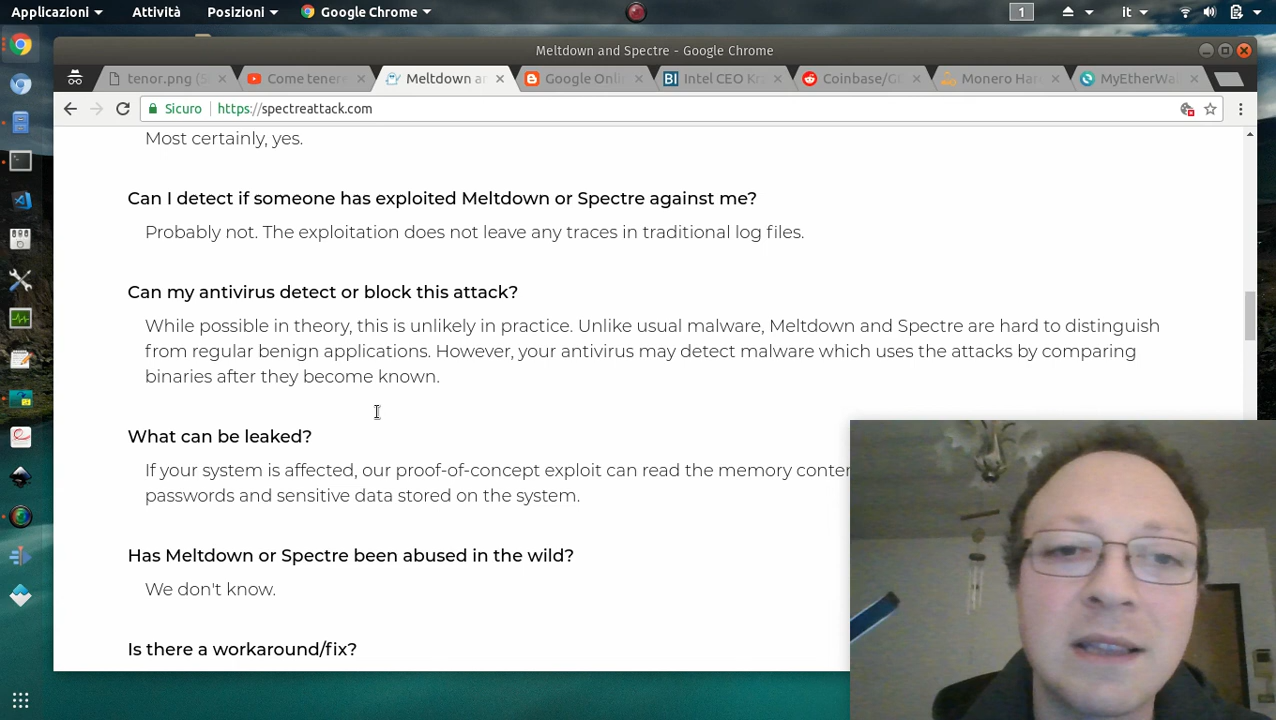 Applicazioni Attività Posizioni Google Chrome 1 it
Meltdown and Spectre - Google Chrome
tenor.png (S Come tenere Meltdown an Google Onli Intel CEO Kra Coinbase/G Monero Har MyEtherWal
Sicuro https://spectreattack.com
Most certainly, yes.
Can I detect if someone has exploited Meltdown or Spectre against me?
Probably not. The exploitation does not leave any traces in traditional log files.
Can my antivirus detect or block this attack?
While possible in theory, this is unlikely in practice. Unlike usual malware, Meltdown and Spectre are hard to distinguish
from regular benign applications. However, your antivirus may detect malware which uses the attacks by comparing
binaries after they become known.
What can be leaked?
If your system is affected, our proof-of-concept exploit can read the memory conten
passwords and sensitive data stored on the system.
Has Meltdown or Spectre been abused in the wild?
We don't know.
Is there a workaround/fix?